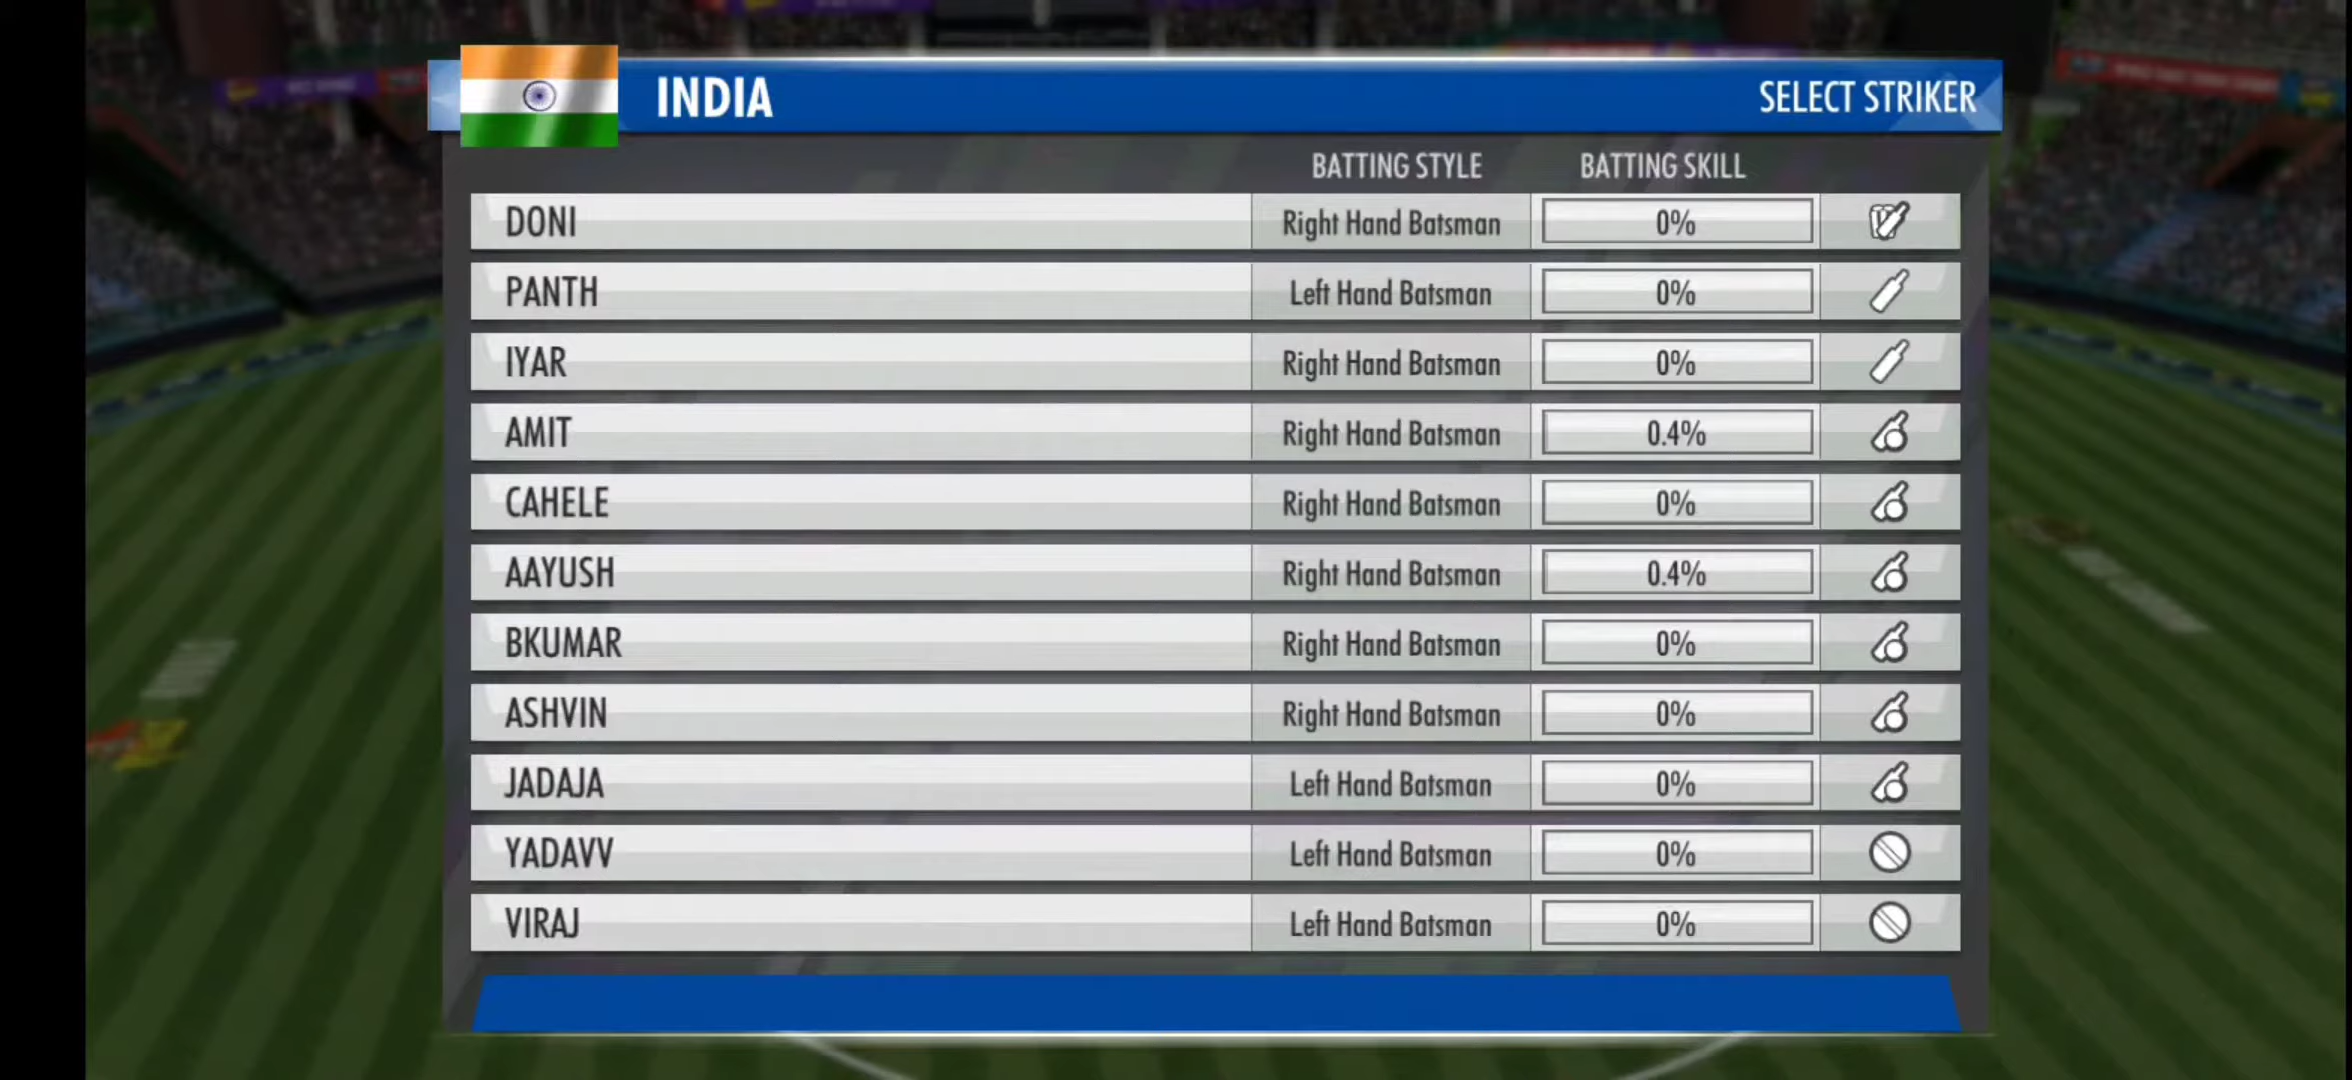 INDIA SELECT STRIKER
BATTING STYLE BATTING SKILL
DONI Right Hand Batsman 0%
PANTH Left Hand Batsman 0%
IYAR Right Hand Batsman 0%
AMIT Right Hand Batsman 0.4%
CAHELE Right Hand Batsman 0%
AAYUSH Right Hand Batsman 0.4%
BKUMAR Right Hand Batsman 0%
ASHVIN Right Hand Batsman 0%
JADAJA Left Hand Batsman 0%
YADAVV Left Hand Batsman 0%
VIRAJ Left Hand Batsman 0%